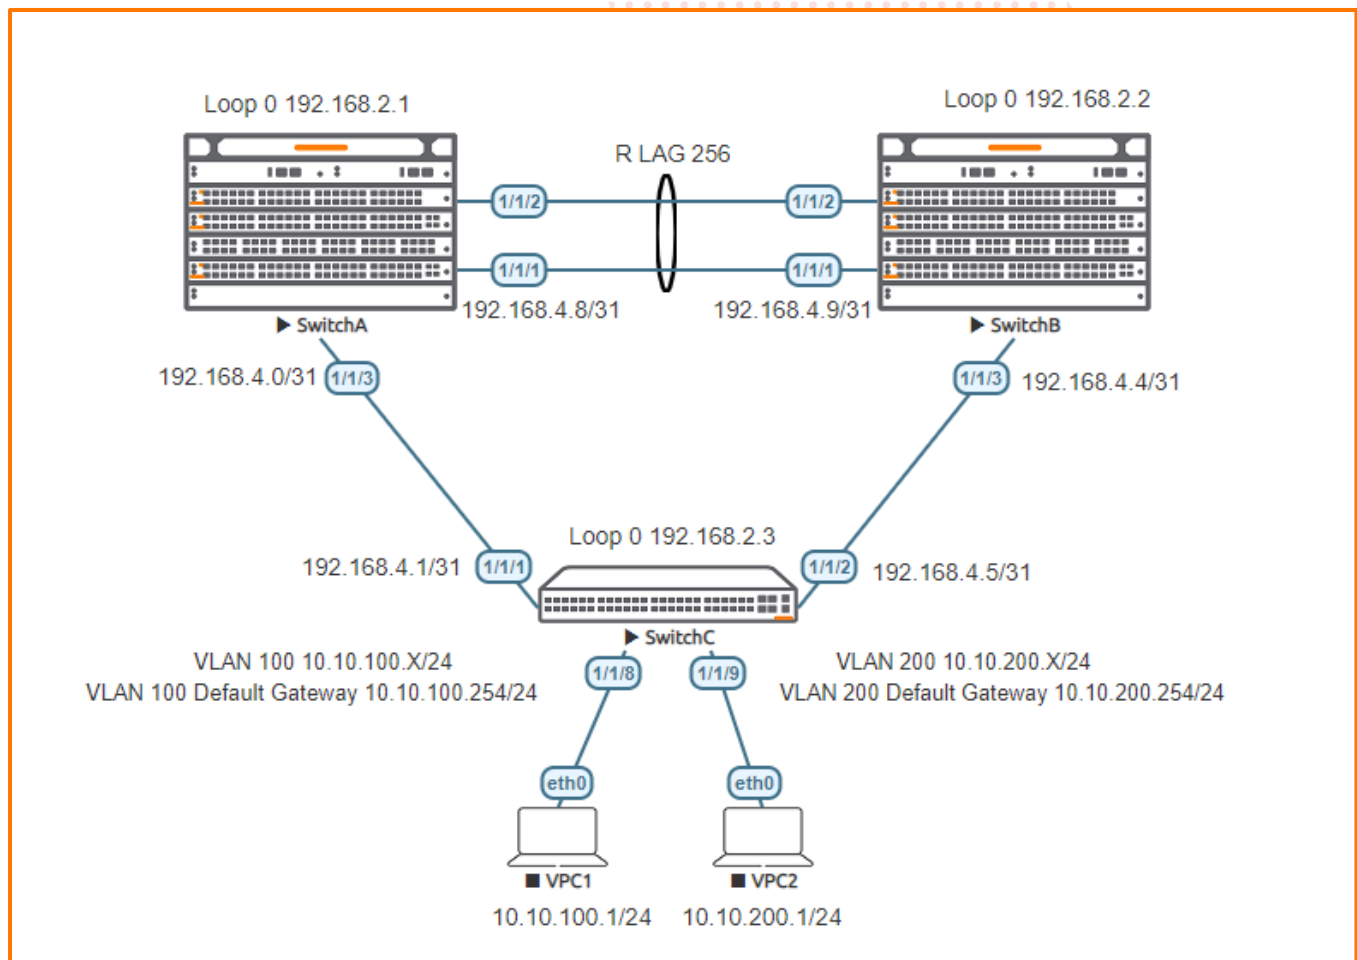 Loop 0 192.168.2.1
Loop 0 192.168.2.2
R LAG 256
1/1/2
1/1/2
1/1/1
1/1/1
192.168.4.8/31
192.168.4.9/31
SwitchA
SwitchB
192.168.4.0/31
1/1/3
1/1/3
192.168.4.4/31
Loop 0 192.168.2.3
192.168.4.1/31
1/1/1
1/1/2
192.168.4.5/31
SwitchC
VLAN 100 10.10.100.X/24
VLAN 100 Default Gateway 10.10.100.254/24
1/1/8
1/1/9
VLAN 200 10.10.200.X/24
VLAN 200 Default Gateway 10.10.200.254/24
eth0
eth0
VPC1
VPC2
10.10.100.1/24
10.10.200.1/24